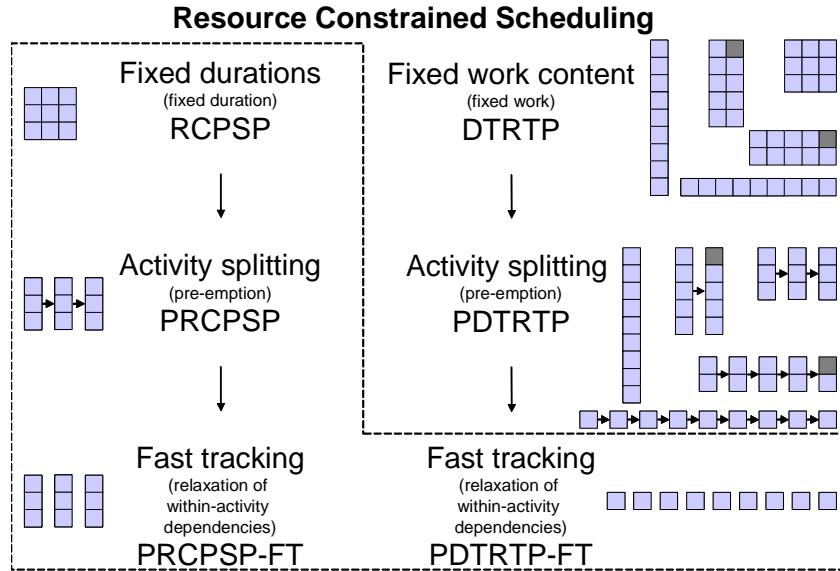 Resource Constrained Scheduling
Fixed durations
(fixed duration)
RCPSP
Fixed work content
(fixed work)
DTRTP
Activity splitting
(pre-emption)
PRCPSP
Activity splitting
(pre-emption)
PDTRTP
Fast tracking
(relaxation of
within-activity
dependencies)
PRCPSP-FT
Fast tracking
(relaxation of
within-activity
dependencies)
PDTRTP-FT